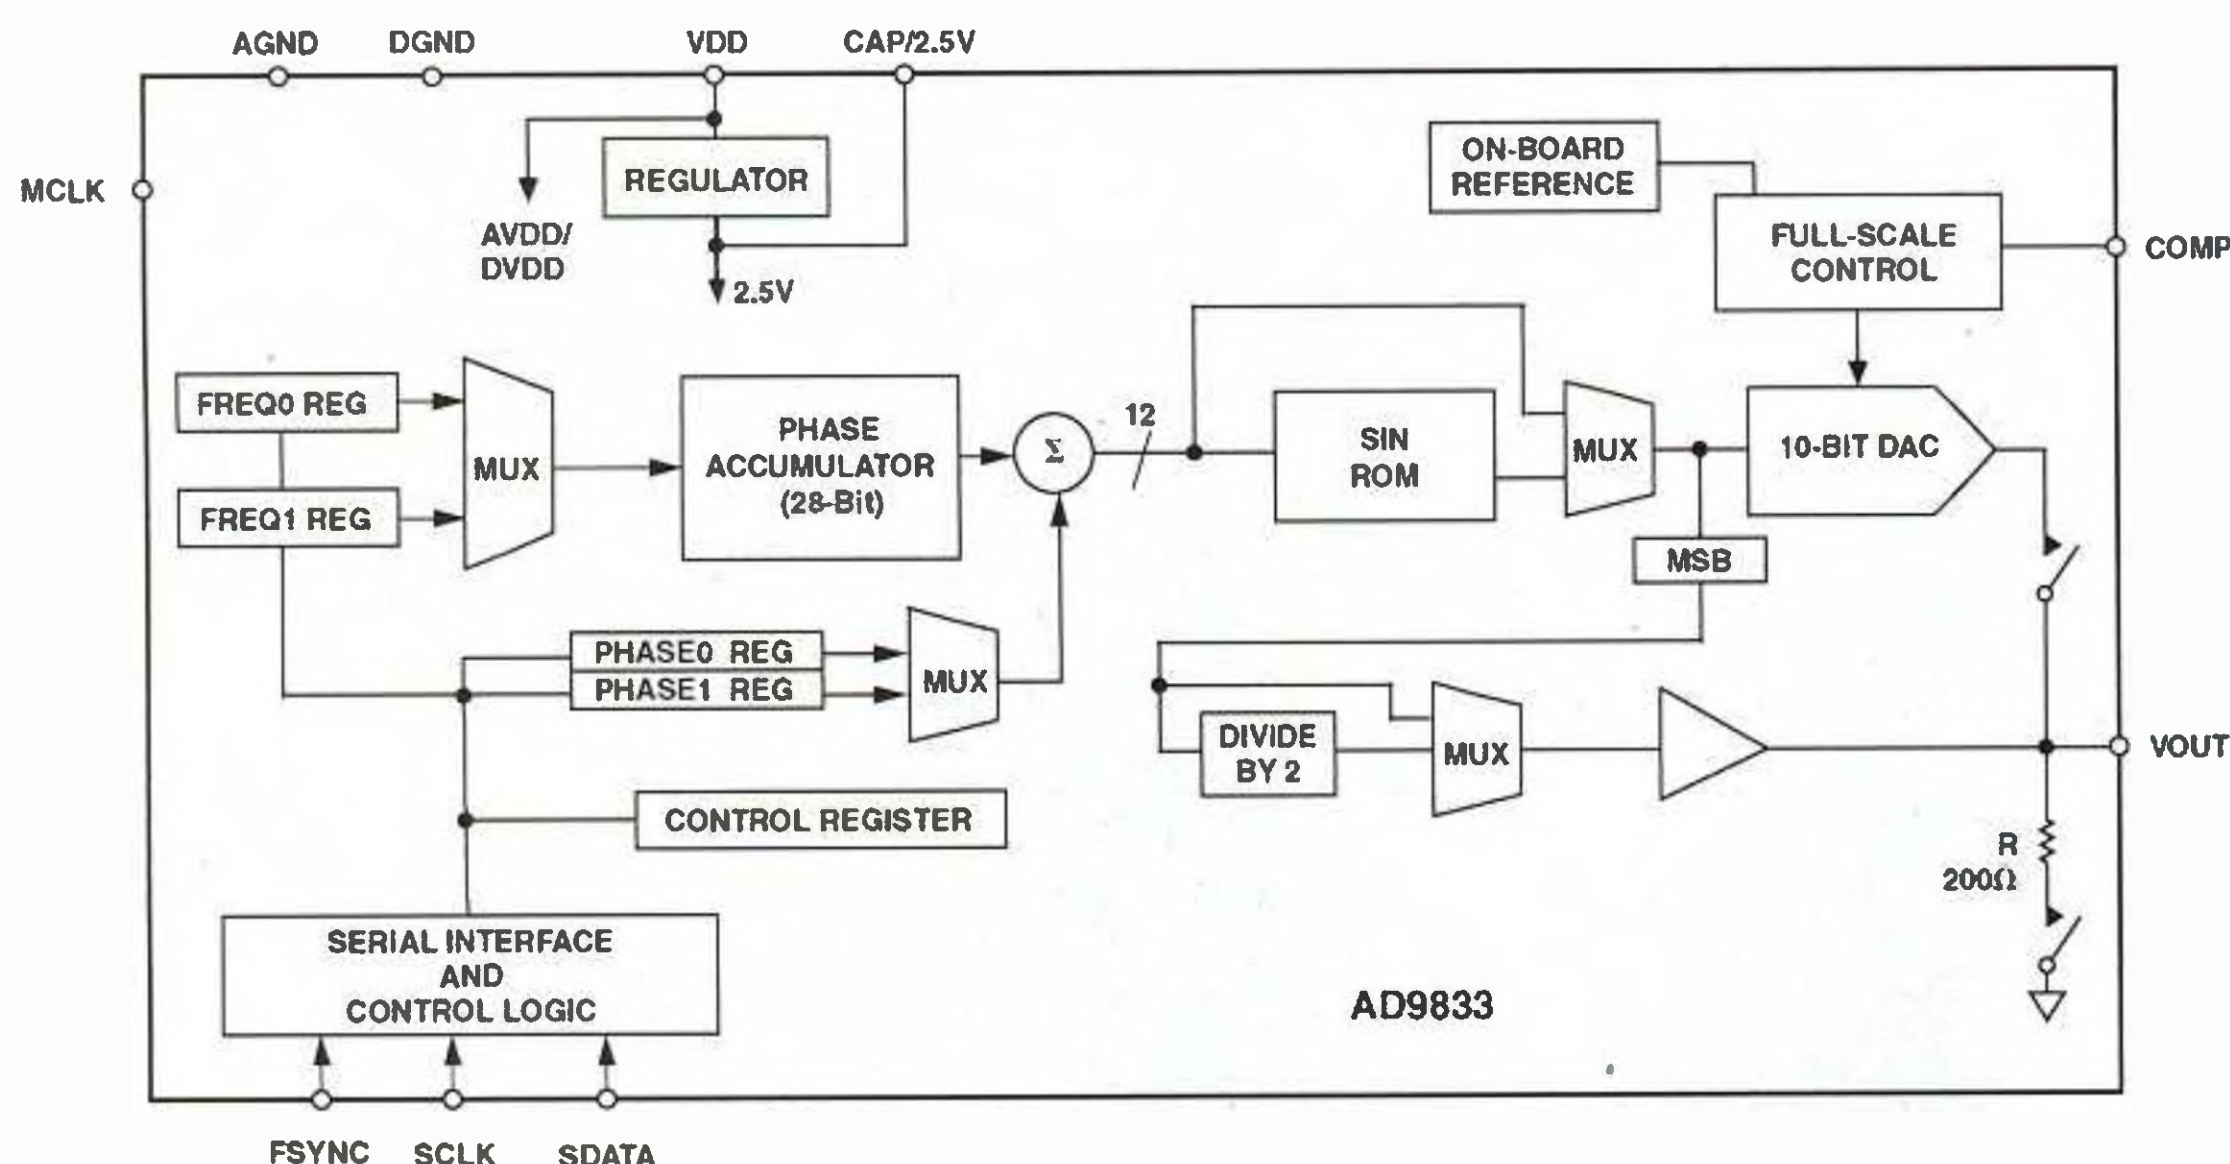 AGND
DGND
VDD
CAP/2.5V
MCLK
REGULATOR
AVDD/
DVDD
2.5V
ON-BOARD
REFERENCE
FULL-SCALE
CONTROL
COMP
FREQ0 REG
FREQ1 REG
MUX
PHASE
ACCUMULATOR
(28-Bit)
Σ
12
SIN
ROM
MUX
10-BIT DAC
MSB
PHASE0 REG
PHASE1 REG
MUX
DIVIDE
BY 2
MUX
VOUT
CONTROL REGISTER
R
200Ω
SERIAL INTERFACE
AND
CONTROL LOGIC
AD9833
FSYNC
SCLK
SDATA